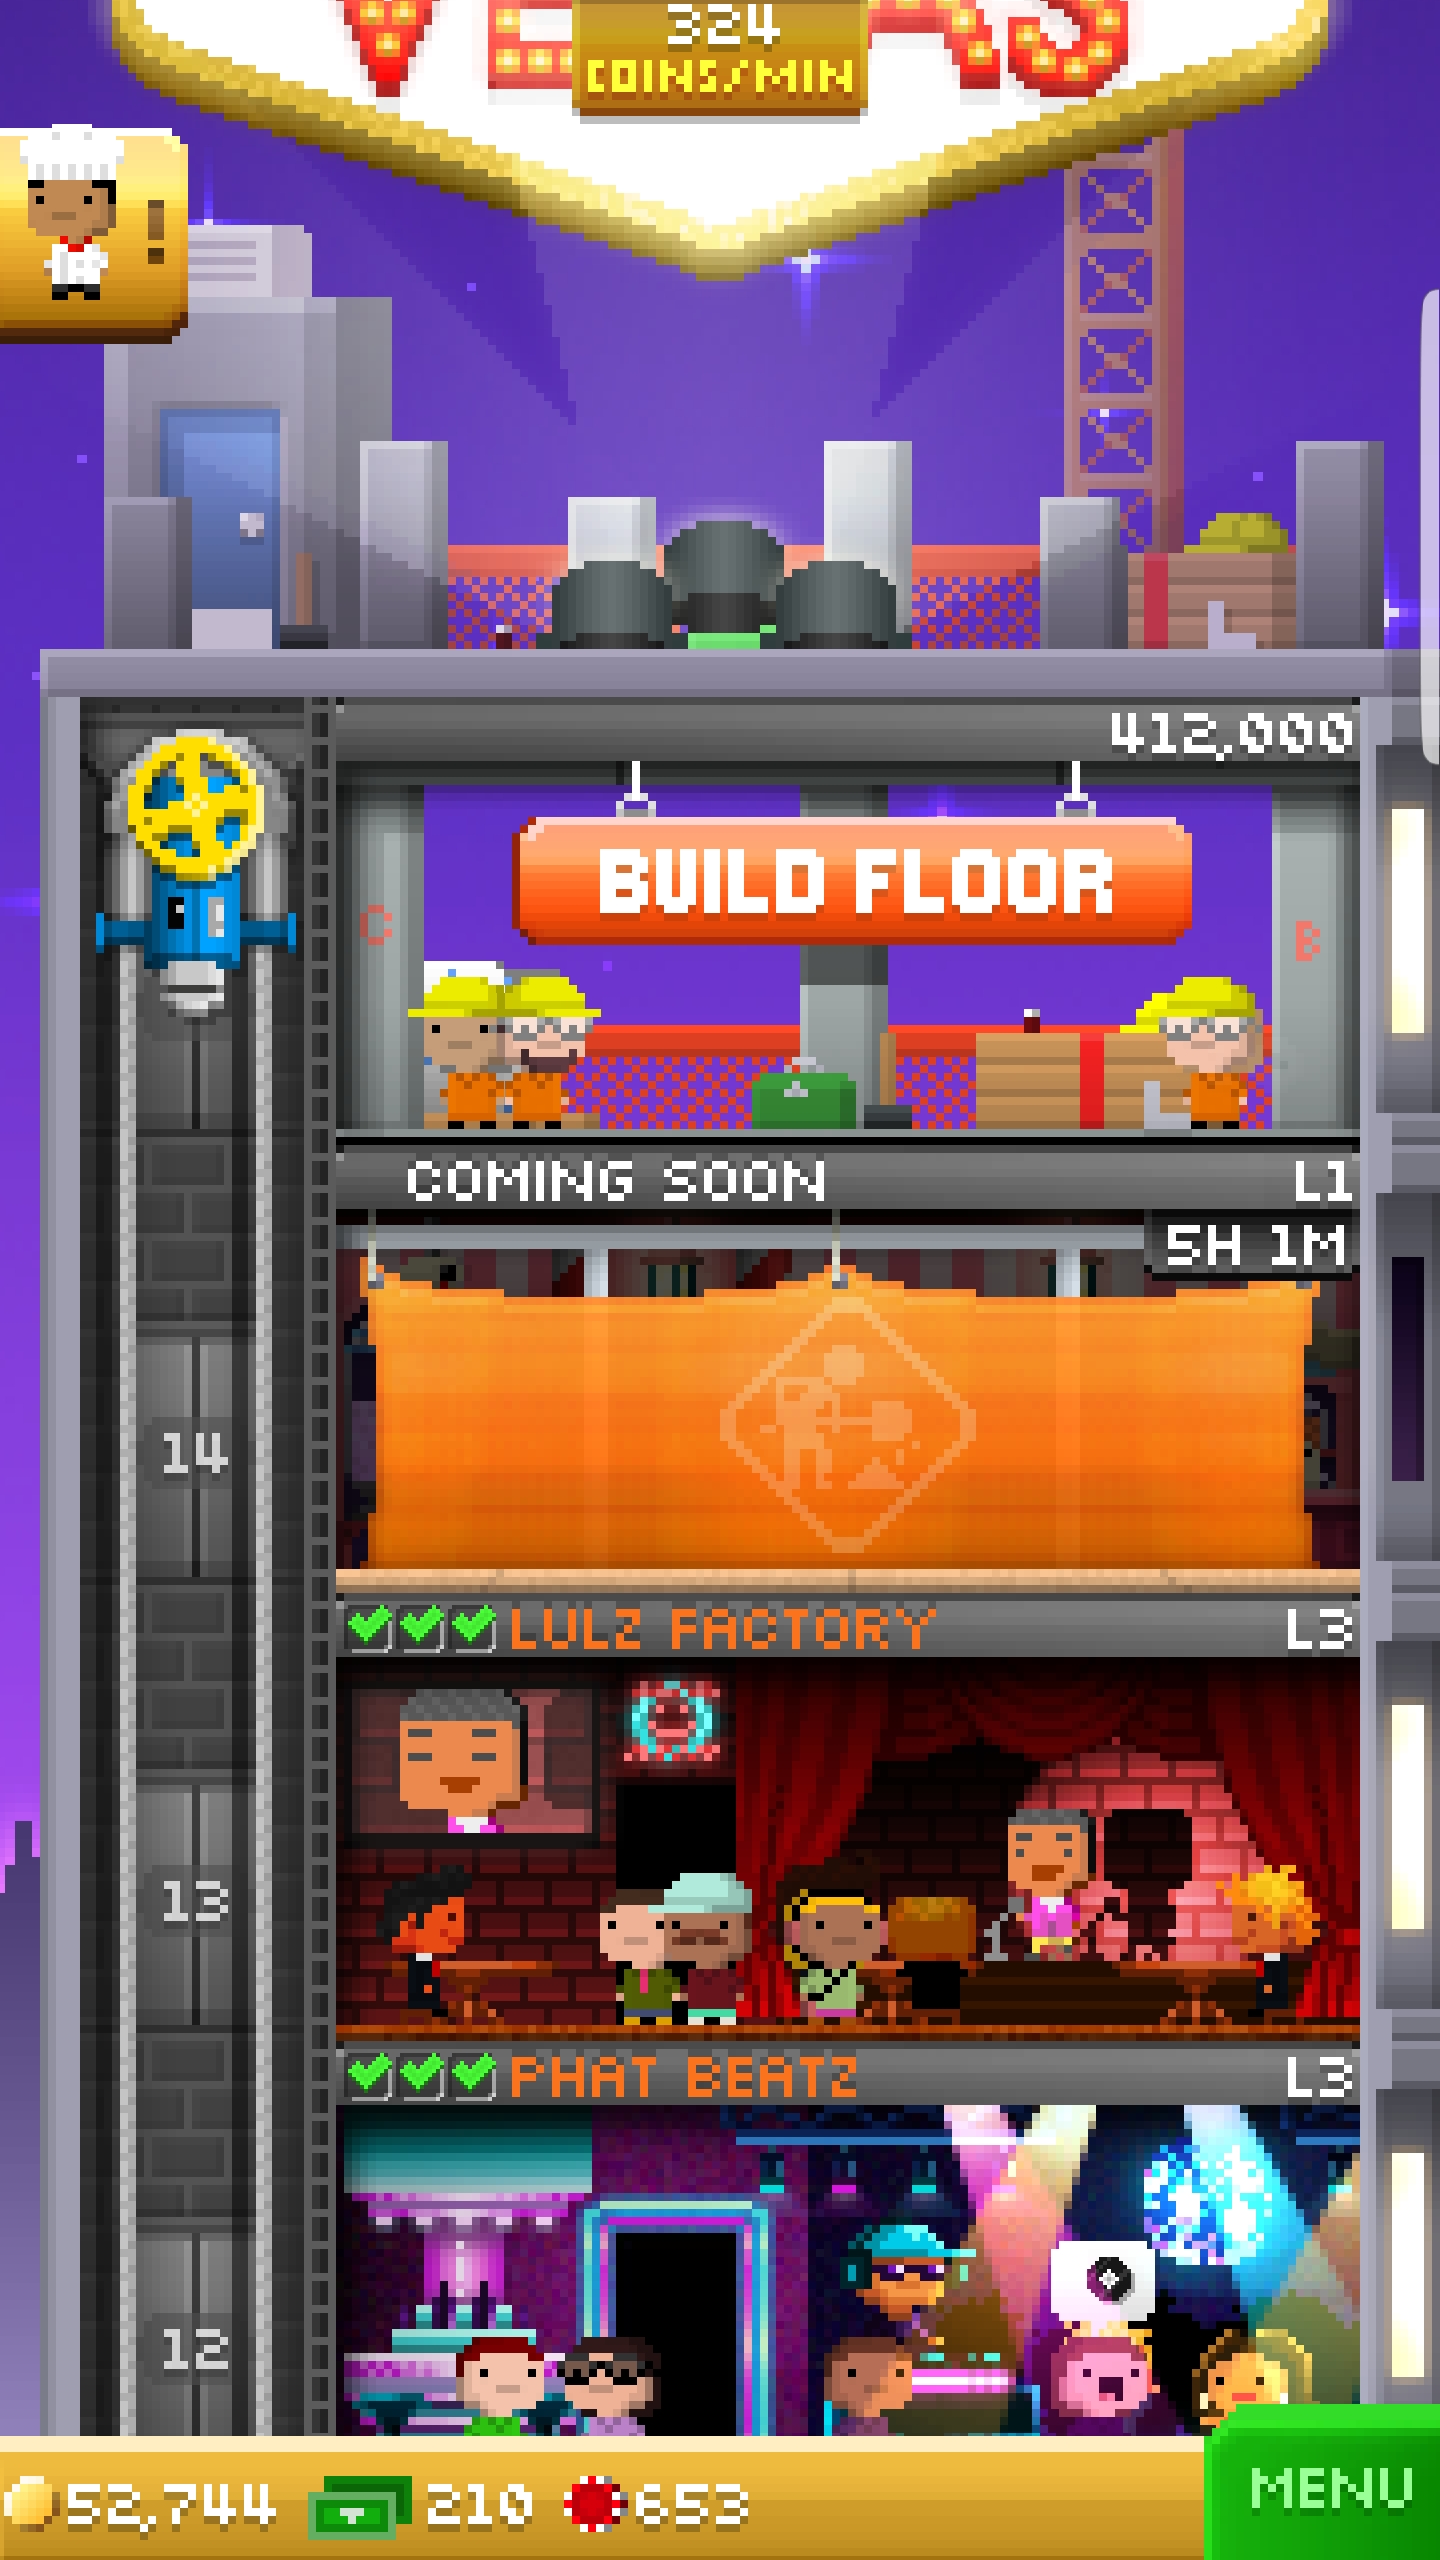 324
COINS/MIN
412,000
BUILD FLOOR
C
B
COMING SOON L1
5H 1M
14
LULZ FACTORY L3
13
PHAT BEATZ L3
12
52,744 210 653
MENU